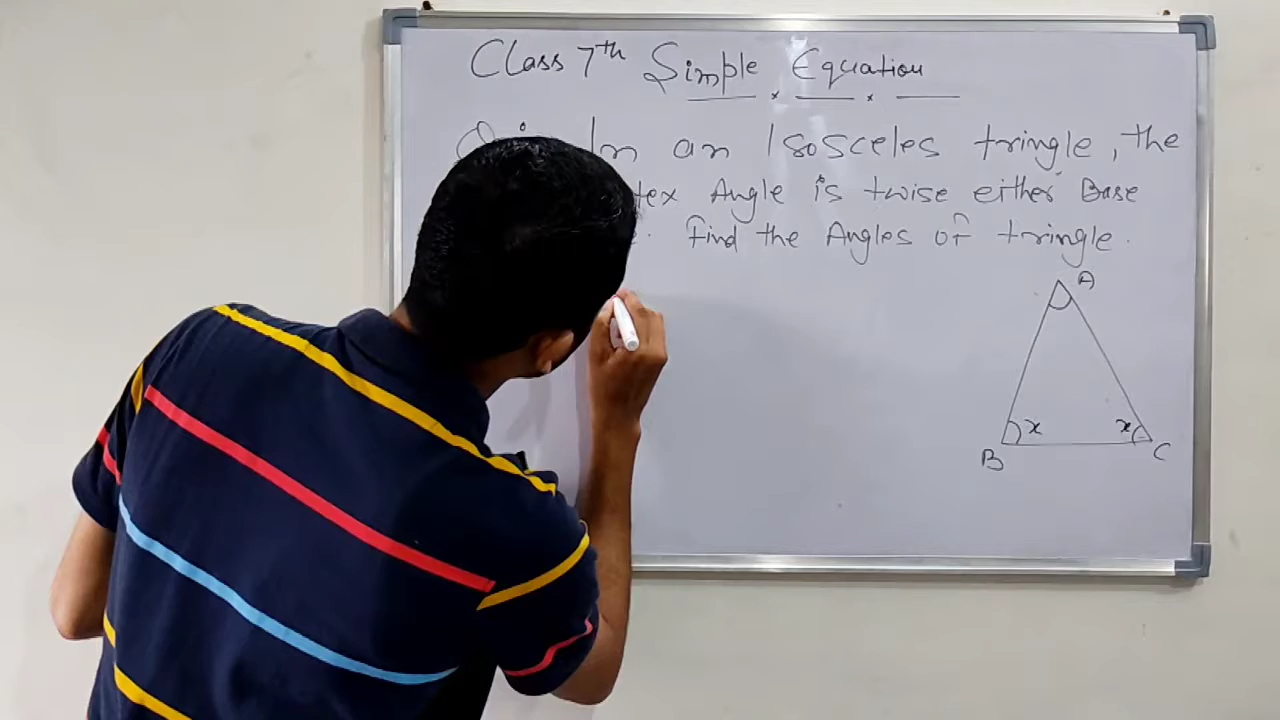 Class 7th Simple Equation
In an Isosceles tringle, the
Angle is twise either Base
Find the Angles of tringle.
A
x
x
B
C